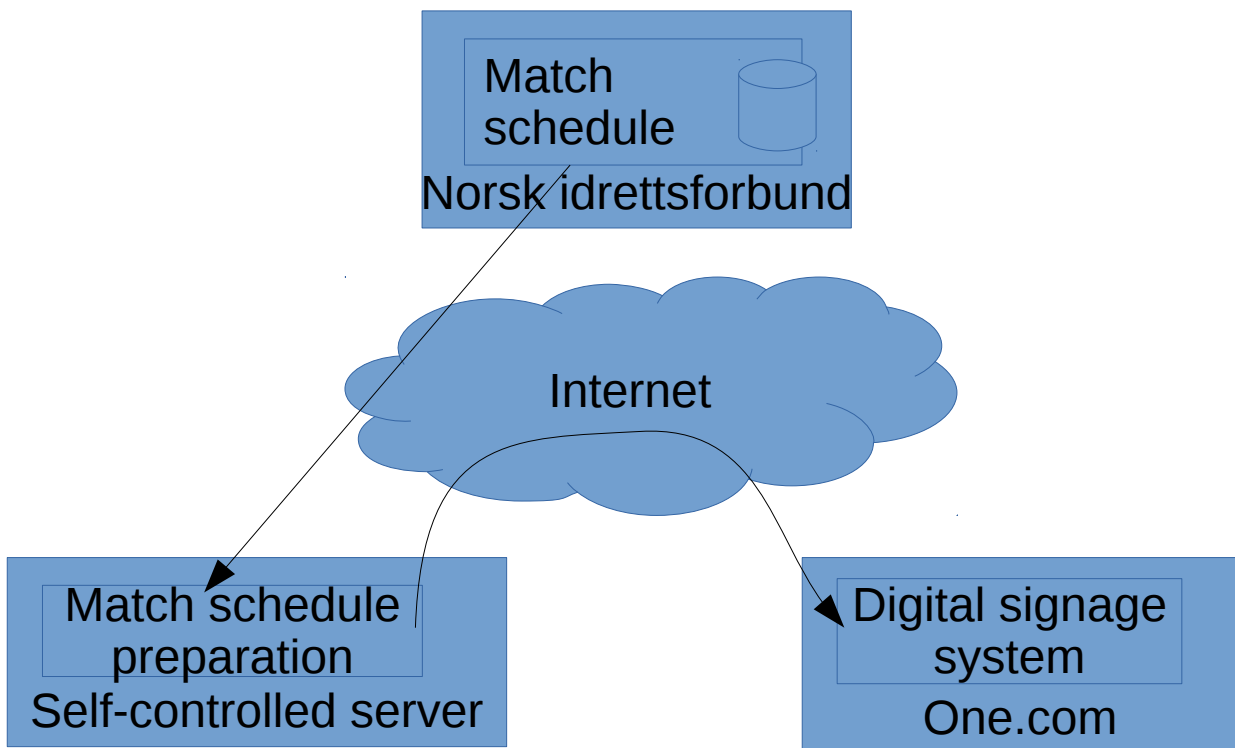 Match
schedule
Norsk idrettsforbund
Internet
Match schedule
preparation
Self-controlled server
Digital signage
system
One.com